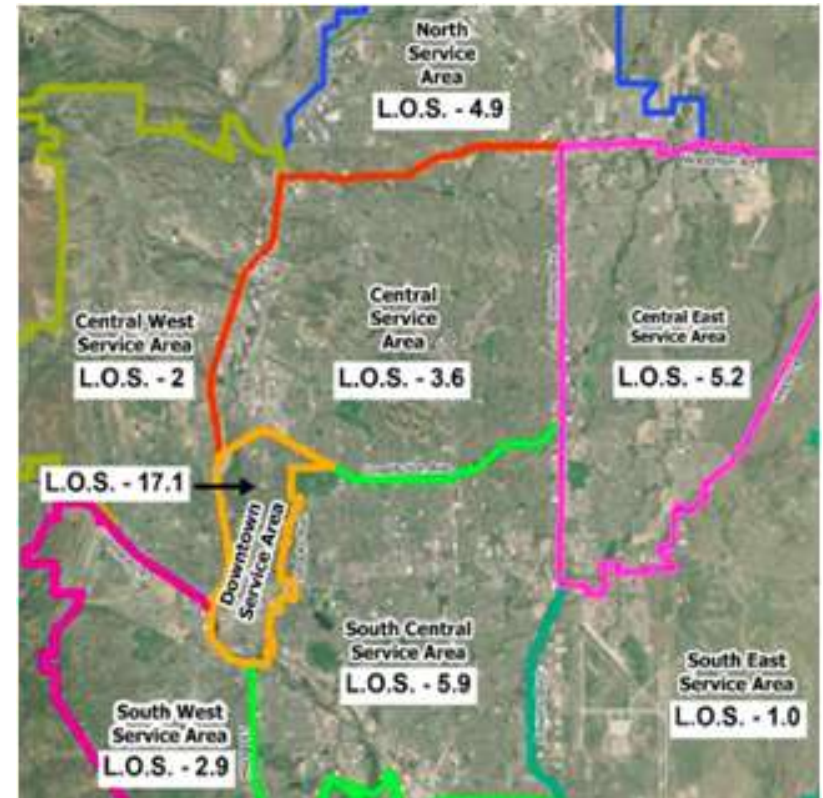 North
Service
Area
L.O.S. - 4.9
Central
Service
Area
L.O.S. - 3.6
Central West
Service Area
L.O.S. - 2
Central East
Service Area
L.O.S. - 5.2
L.O.S. - 17.1
Downtown
Service Area
South Central
Service Area
L.O.S. - 5.9
South East
Service Area
L.O.S. - 1.0
South West
Service Area
L.O.S. - 2.9